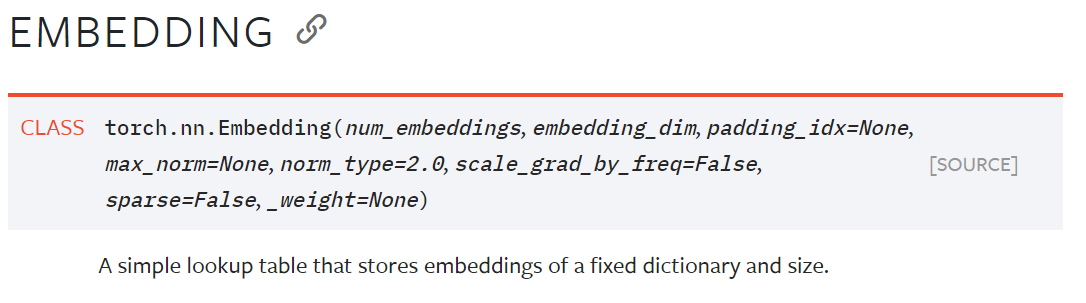 EMBEDDING
CLASS torch.nn.Embedding(num_embeddings, embedding_dim, padding_idx=None,
max_norm=None, norm_type=2.0, scale_grad_by_freq=False,
[SOURCE]
sparse=False, _weight=None)
A simple lookup table that stores embeddings of a fixed dictionary and size.